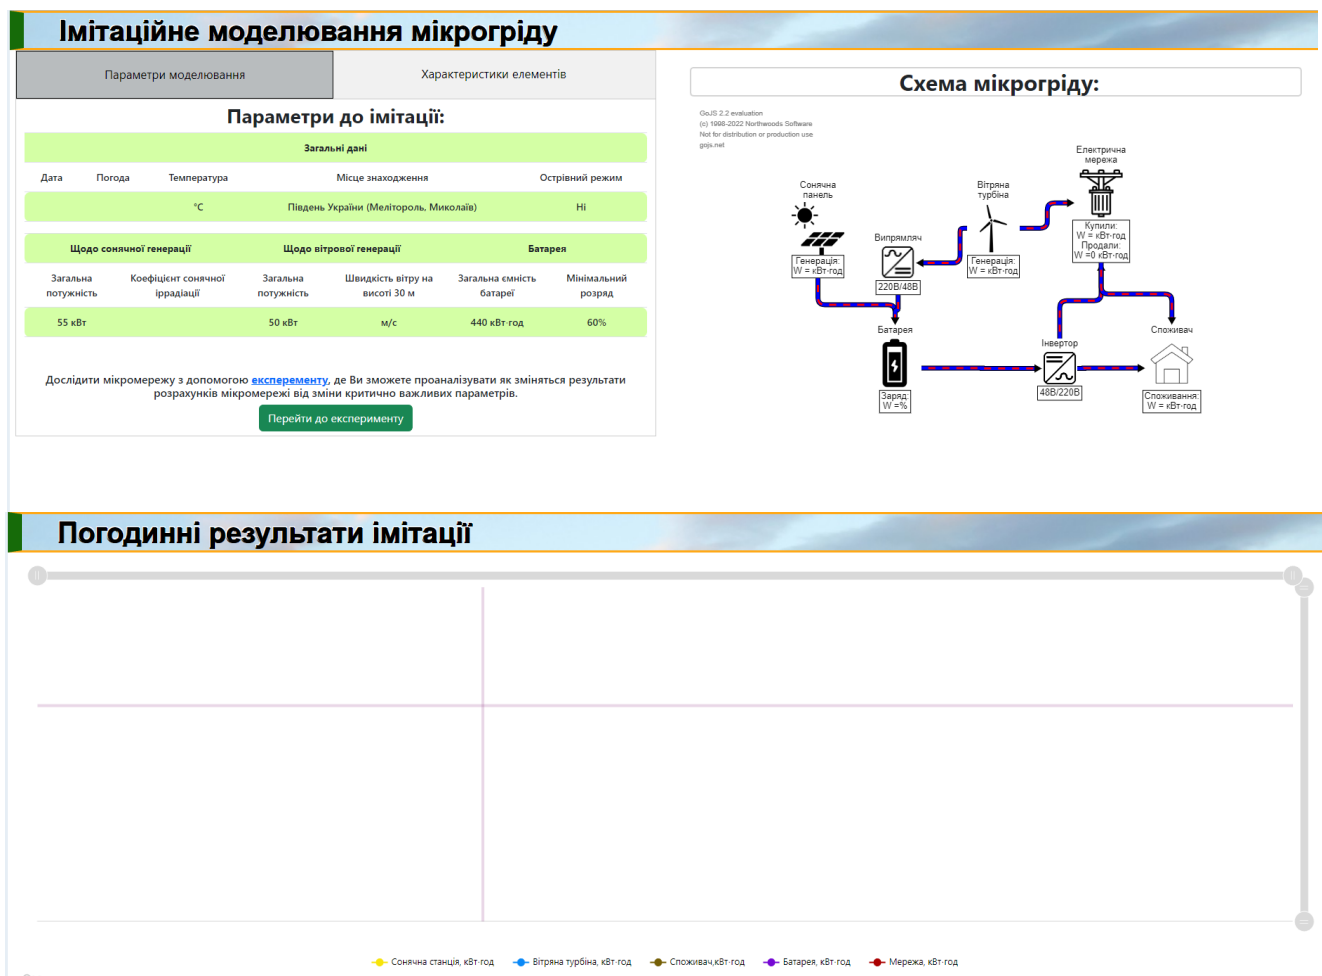 Імітаційне моделювання мікрогріду
Параметри моделювання
Характеристики елементів
Параметри до імітації:
Загальні дані
Дата Погода Температура Місце знаходження Острівний режим
°C Південь України (Мелітороль, Миколаїв) Ні
Щодо сонячної генерації Щодо вітрової генерації Батарея
Загальна потужність
Коефіцієнт сонячної іррадіації
Загальна потужність
Швидкість вітру на висоті 30 м
Загальна ємність батареї
Мінімальний розряд
55 кВт 50 кВт м/с 440 кВт·год 60%
Дослідити мікромережу з допомогою експеременту, де Ви зможете проаналізувати як зміняться результати
розрахунків мікромережі від зміни критично важливих параметрів.
Перейти до експерименту
Схема мікрогріду:
GoJS 2.2 evaluation
(c) 1998-2022 Northwoods Software
Not for distribution or production use
gojs.net
Сонячна
панель
Генерація:
W = кВт·год
Випрямляч
220В/48В
Вітряна
турбіна
Генерація:
W = кВт·год
Електрична
мережа
Купили:
W = кВт·год
Продали:
W =0 кВт·год
Батарея
Заряд:
W =%
Інвертор
48В/220В
Споживач
Споживання:
W = кВт·год
Погодинні результати імітації
Сонячна станція, кВт·год Вітряна турбіна, кВт·год Споживач,кВт·год Батарея, кВт·год Мережа, кВт·год